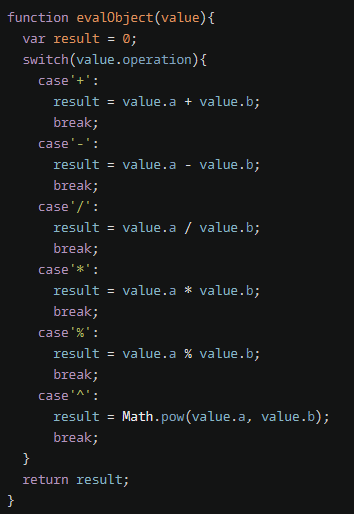 function evalObject(value){
  var result = 0;
  switch(value.operation){
    case'+':
      result = value.a + value.b;
      break;
    case'-':
      result = value.a - value.b;
      break;
    case'/':
      result = value.a / value.b;
      break;
    case'*':
      result = value.a * value.b;
      break;
    case'%':
      result = value.a % value.b;
      break;
    case'^':
      result = Math.pow(value.a, value.b);
      break;
  }
  return result;
}